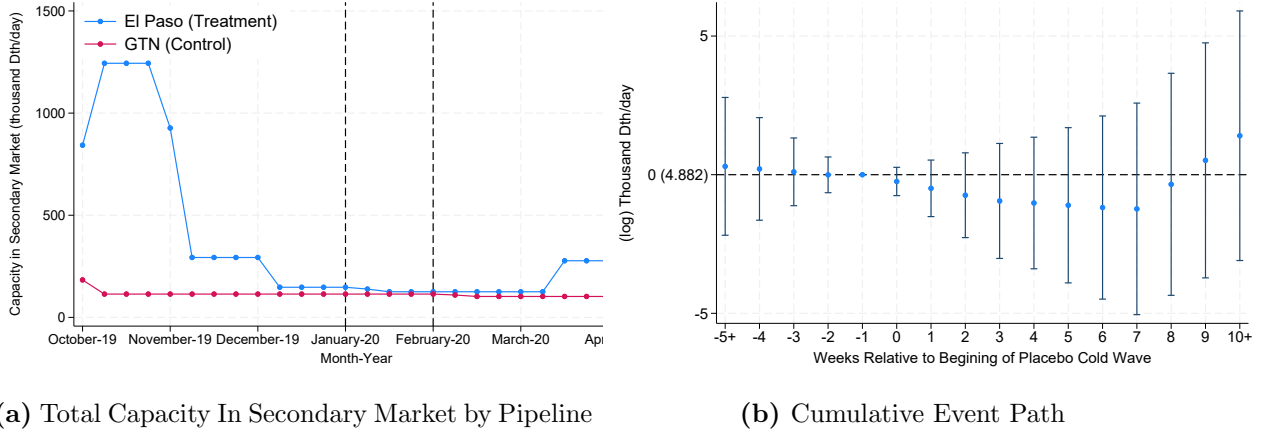 El Paso (Treatment)
GTN (Control)
Capacity in Secondary Market (thousand Dth/day)
1500
1000
500
0
October-19 November-19 December-19 January-20 February-20 March-20 Apr
Month-Year
(a) Total Capacity In Secondary Market by Pipeline
(log) Thousand Dth/day
5
0 (4.882)
-5
-5+ -4 -3 -2 -1 0 1 2 3 4 5 6 7 8 9 10+
Weeks Relative to Begining of Placebo Cold Wave
(b) Cumulative Event Path